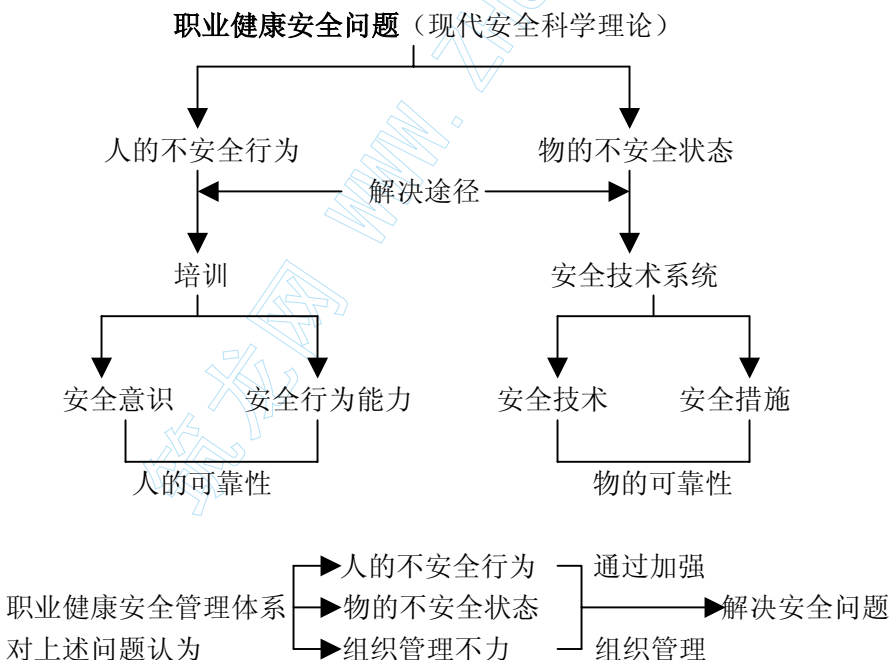 职业健康安全问题（现代安全科学理论）
人的不安全行为 物的不安全状态
解决途径
培训 安全技术系统
安全意识 安全行为能力 安全技术 安全措施
人的可靠性 物的可靠性
人的不安全行为 通过加强
职业健康安全管理体系 物的不安全状态 解决安全问题
对上述问题认为 组织管理不力 组织管理
筑龙网 WWW. ZHU